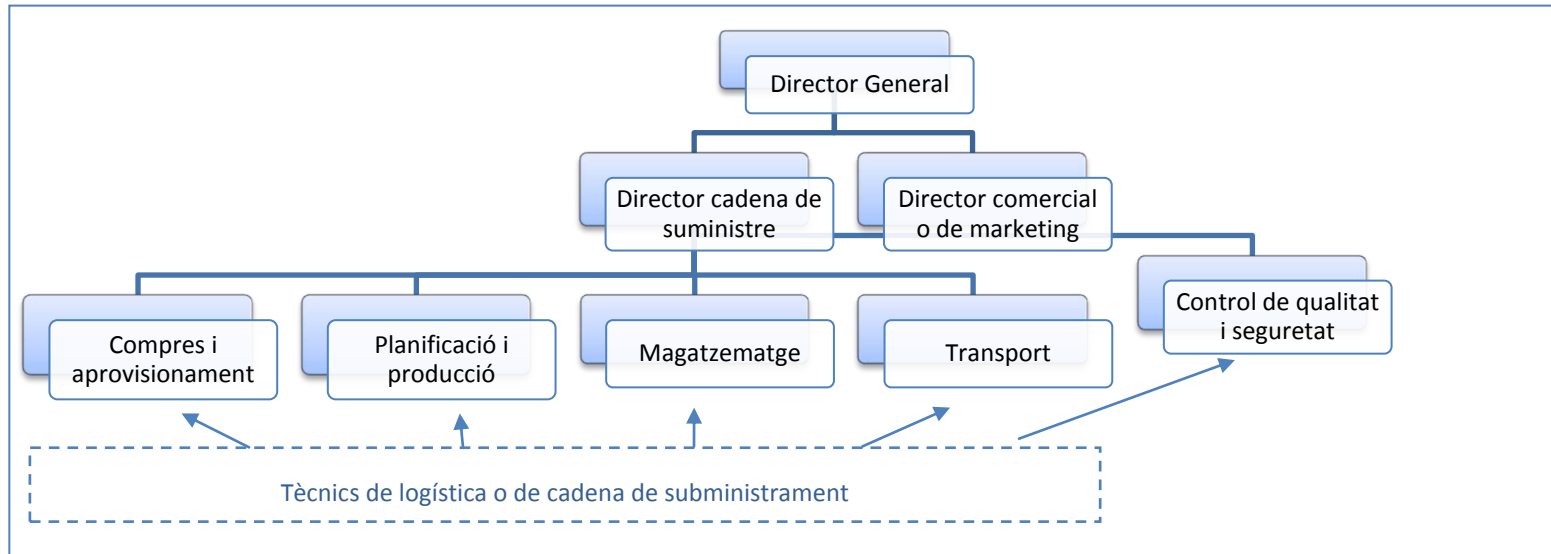 Director General
Director cadena de
suministre
Director comercial
o de marketing
Compres i
aprovisionament
Planificació i
producció
Magatzematge
Transport
Control de qualitat
i seguretat
Tècnics de logística o de cadena de subministrament